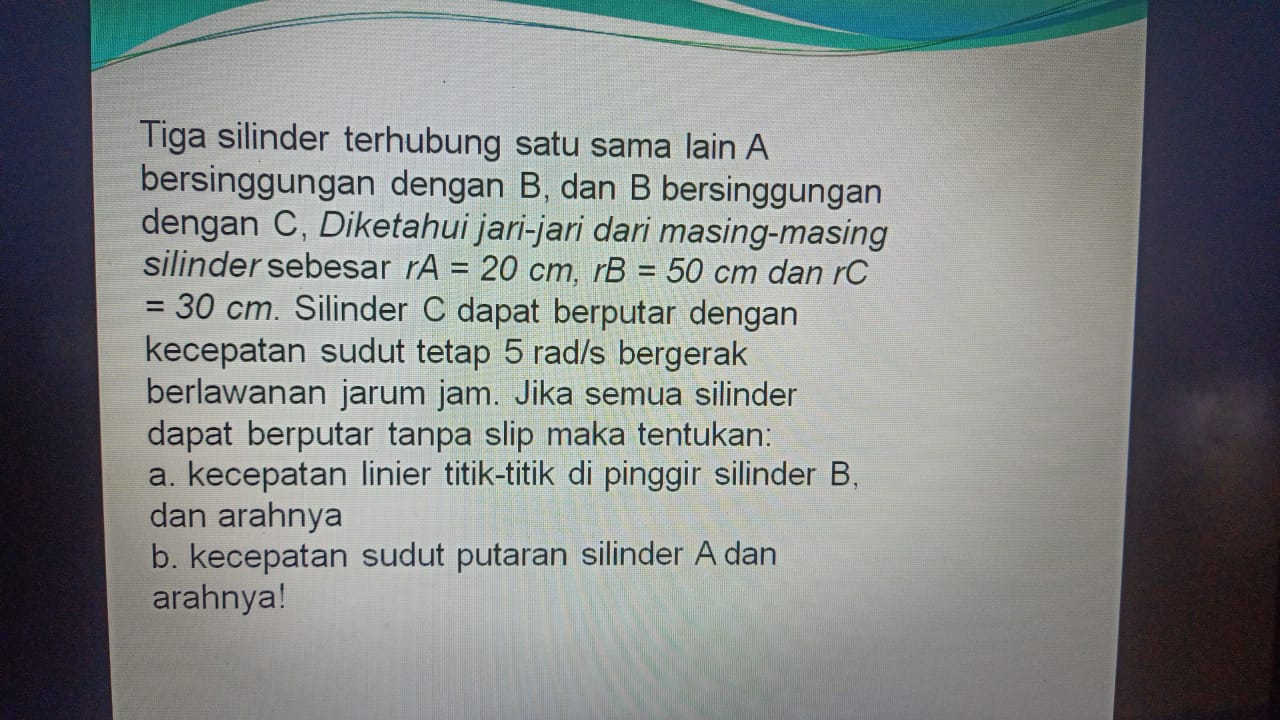 Tiga silinder terhubung satu sama lain A
bersinggungan dengan B, dan B bersinggungan
dengan C, Diketahui jari-jari dari masing-masing
silinder sebesar rA = 20 cm, rB = 50 cm dan rC
= 30 cm. Silinder C dapat berputar dengan
kecepatan sudut tetap 5 rad/s bergerak
berlawanan jarum jam. Jika semua silinder
dapat berputar tanpa slip maka tentukan:
a. kecepatan linier titik-titik di pinggir silinder B,
dan arahnya
b. kecepatan sudut putaran silinder A dan
arahnya!